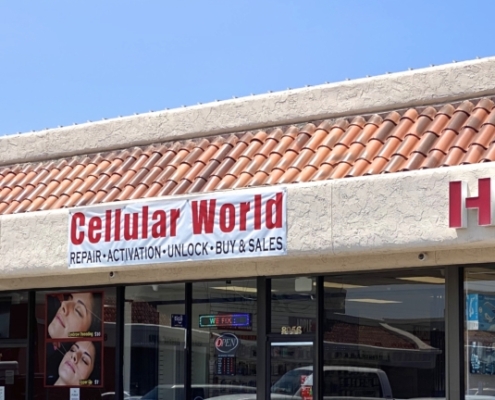 Cellular World
REPAIR • ACTIVATION • UNLOCK • BUY & SALES
H
OPEN